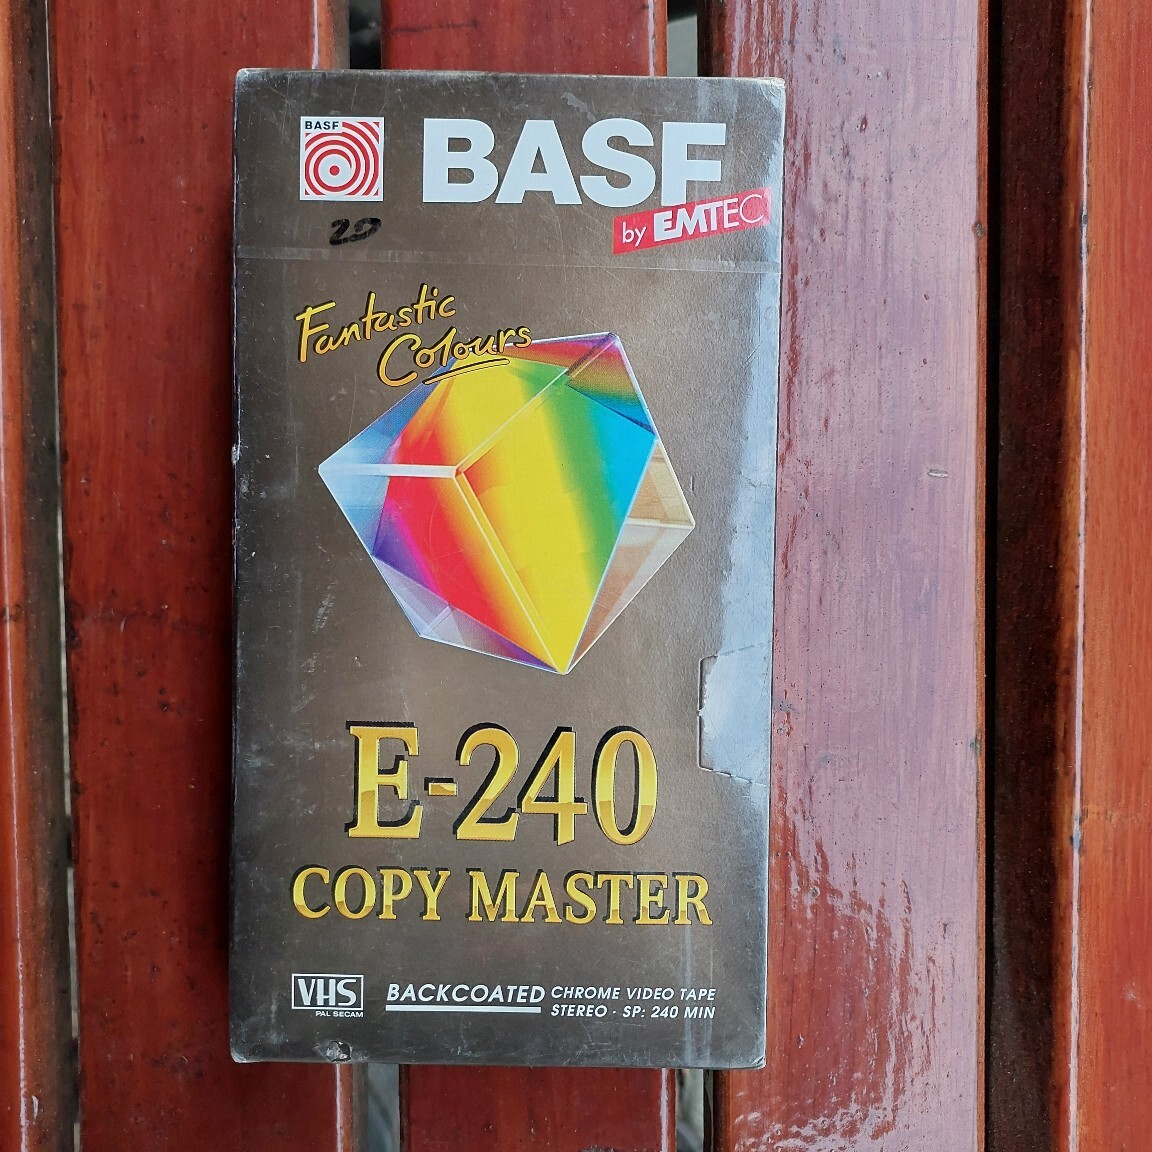 BASF
BASF
by EMTEC
20
Fantastic
Colours
E-240
COPY MASTER
VHS
PAL SECAM
BACKCOATED CHROME VIDEO TAPE
STEREO · SP: 240 MIN